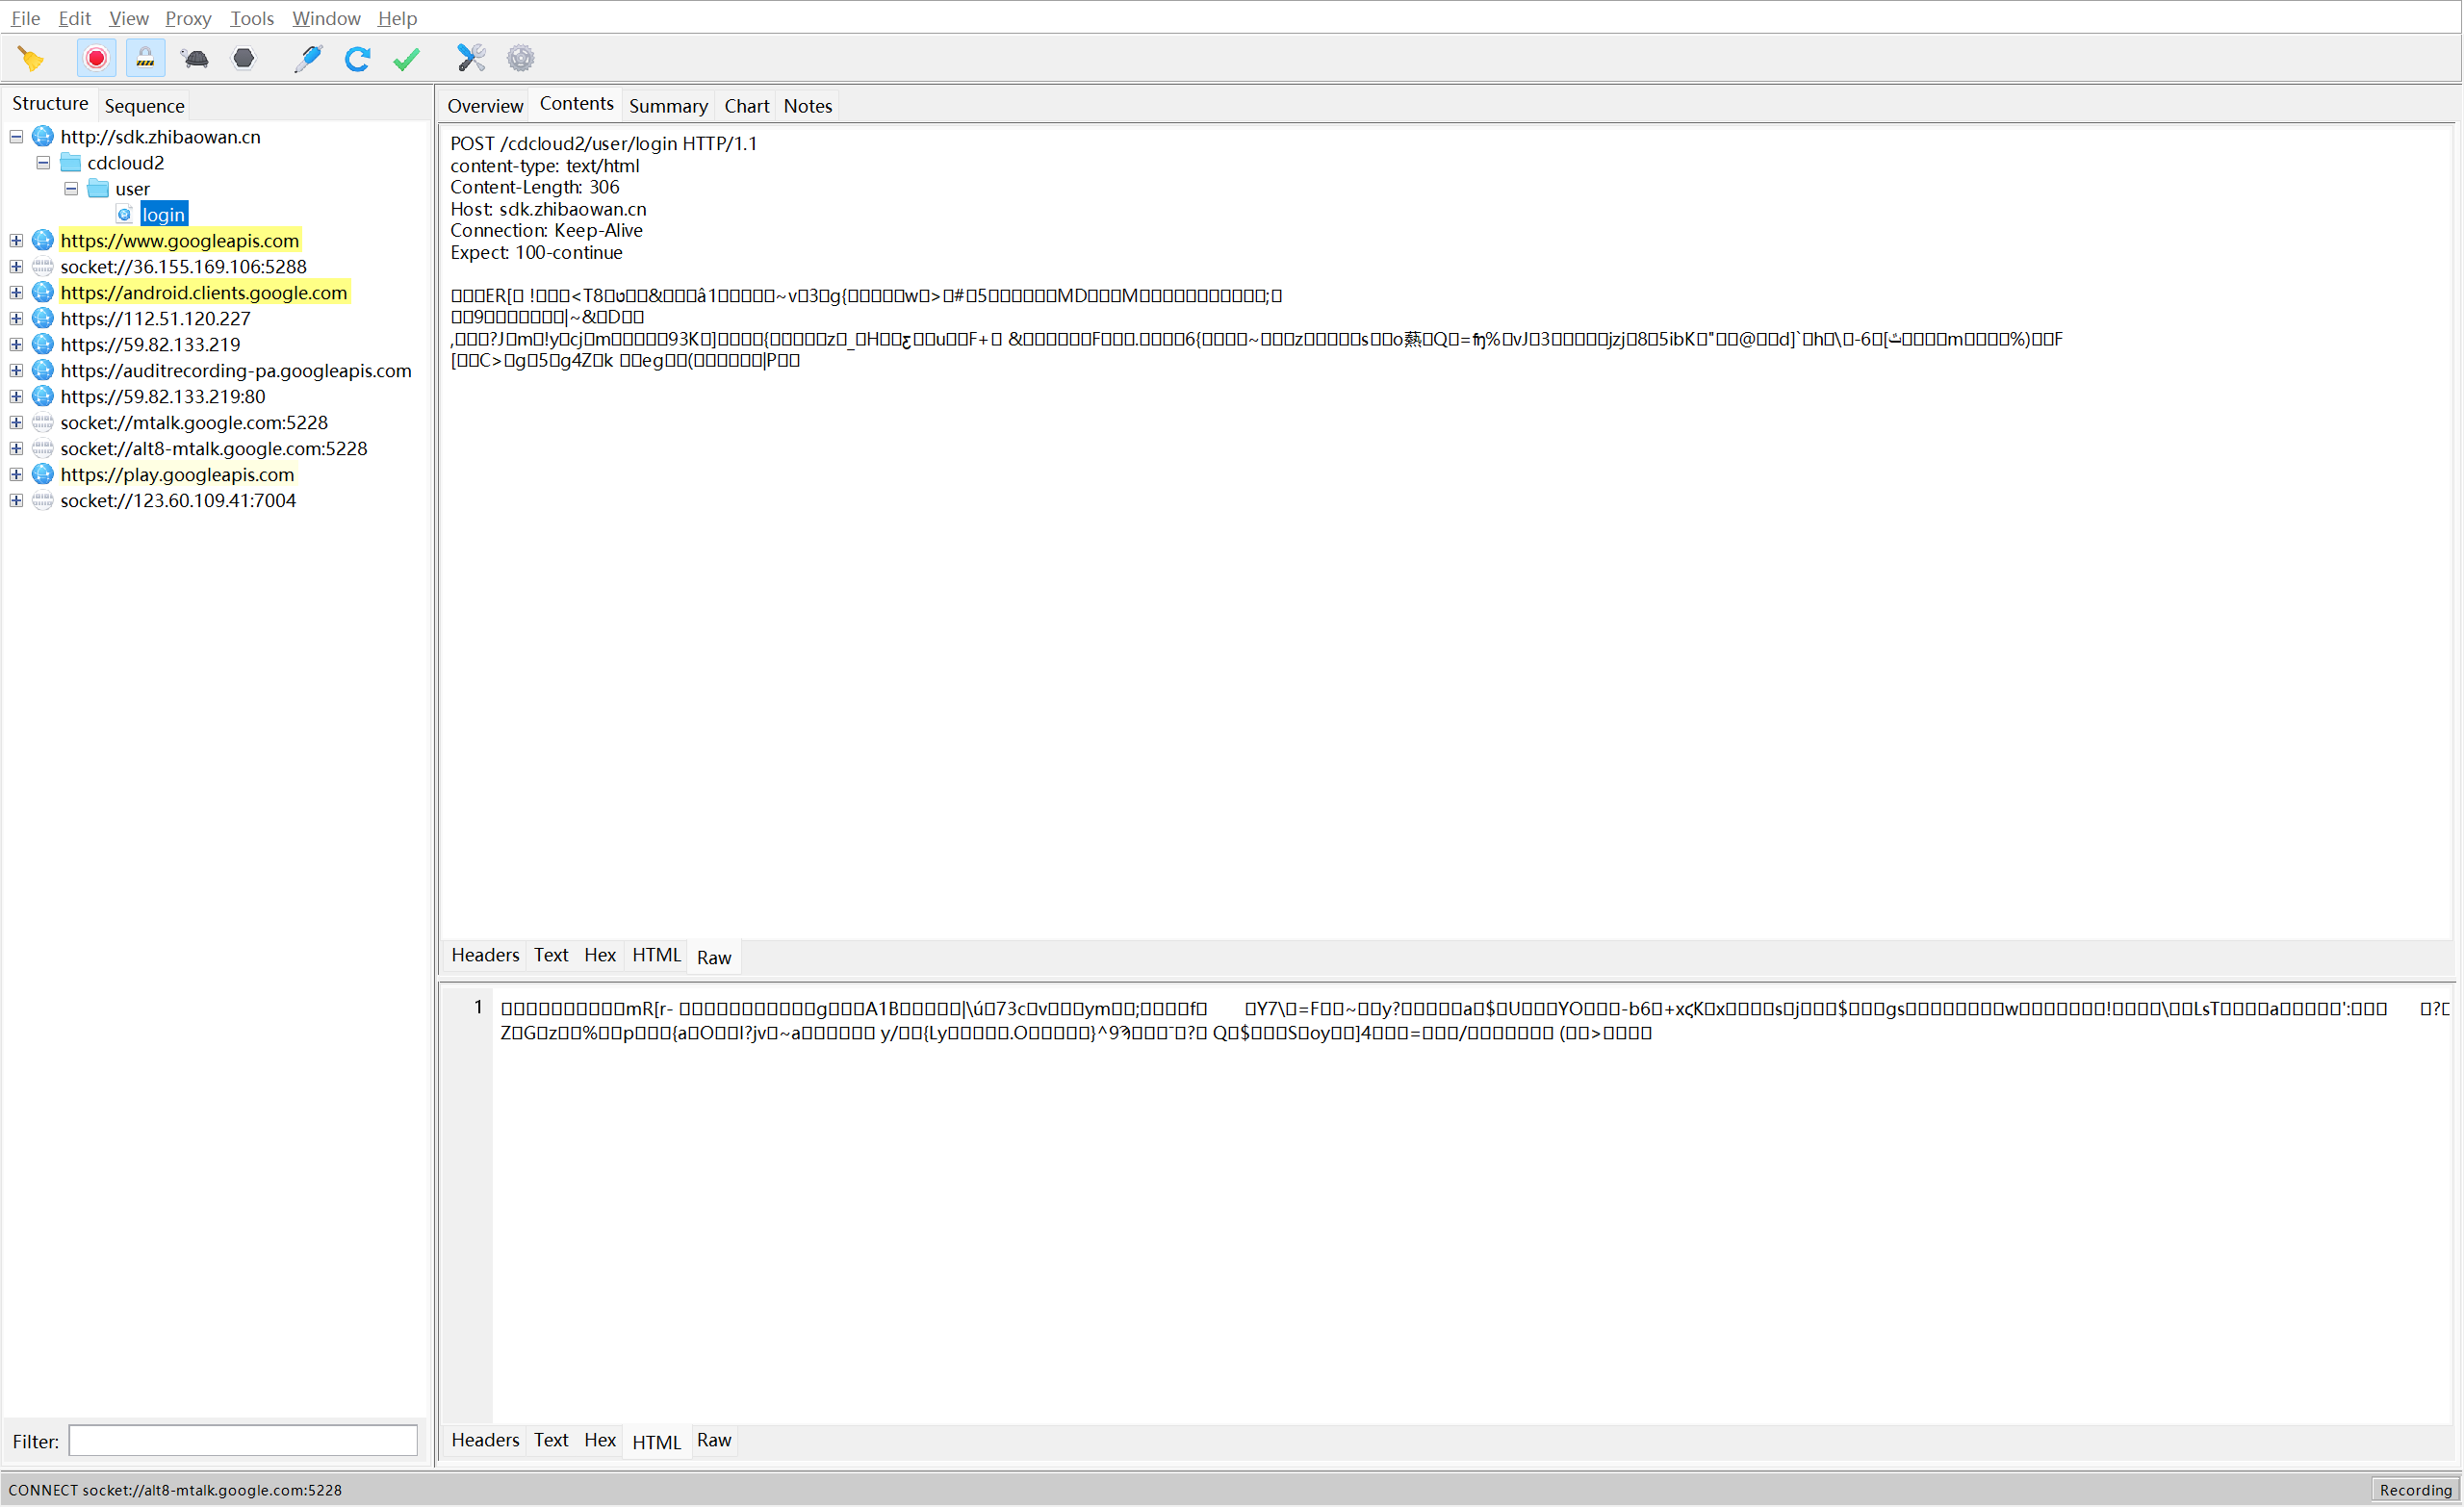 File Edit View Proxy Tools Window Help
Structure Sequence
http://sdk.zhibaowan.cn
cdcloud2
user
login
https://www.googleapis.com
socket://36.155.169.106:5288
https://android.clients.google.com
https://112.51.120.227
https://59.82.133.219
https://auditrecording-pa.googleapis.com
https://59.82.133.219:80
socket://mtalk.google.com:5228
socket://alt8-mtalk.google.com:5228
https://play.googleapis.com
socket://123.60.109.41:7004
Filter:
Overview Contents Summary Chart Notes
POST /cdcloud2/user/login HTTP/1.1
content-type: text/html
Content-Length: 306
Host: sdk.zhibaowan.cn
Connection: Keep-Alive
Expect: 100-continue
Headers Text Hex HTML Raw
1
Headers Text Hex HTML Raw
CONNECT socket://alt8-mtalk.google.com:5228
Recording